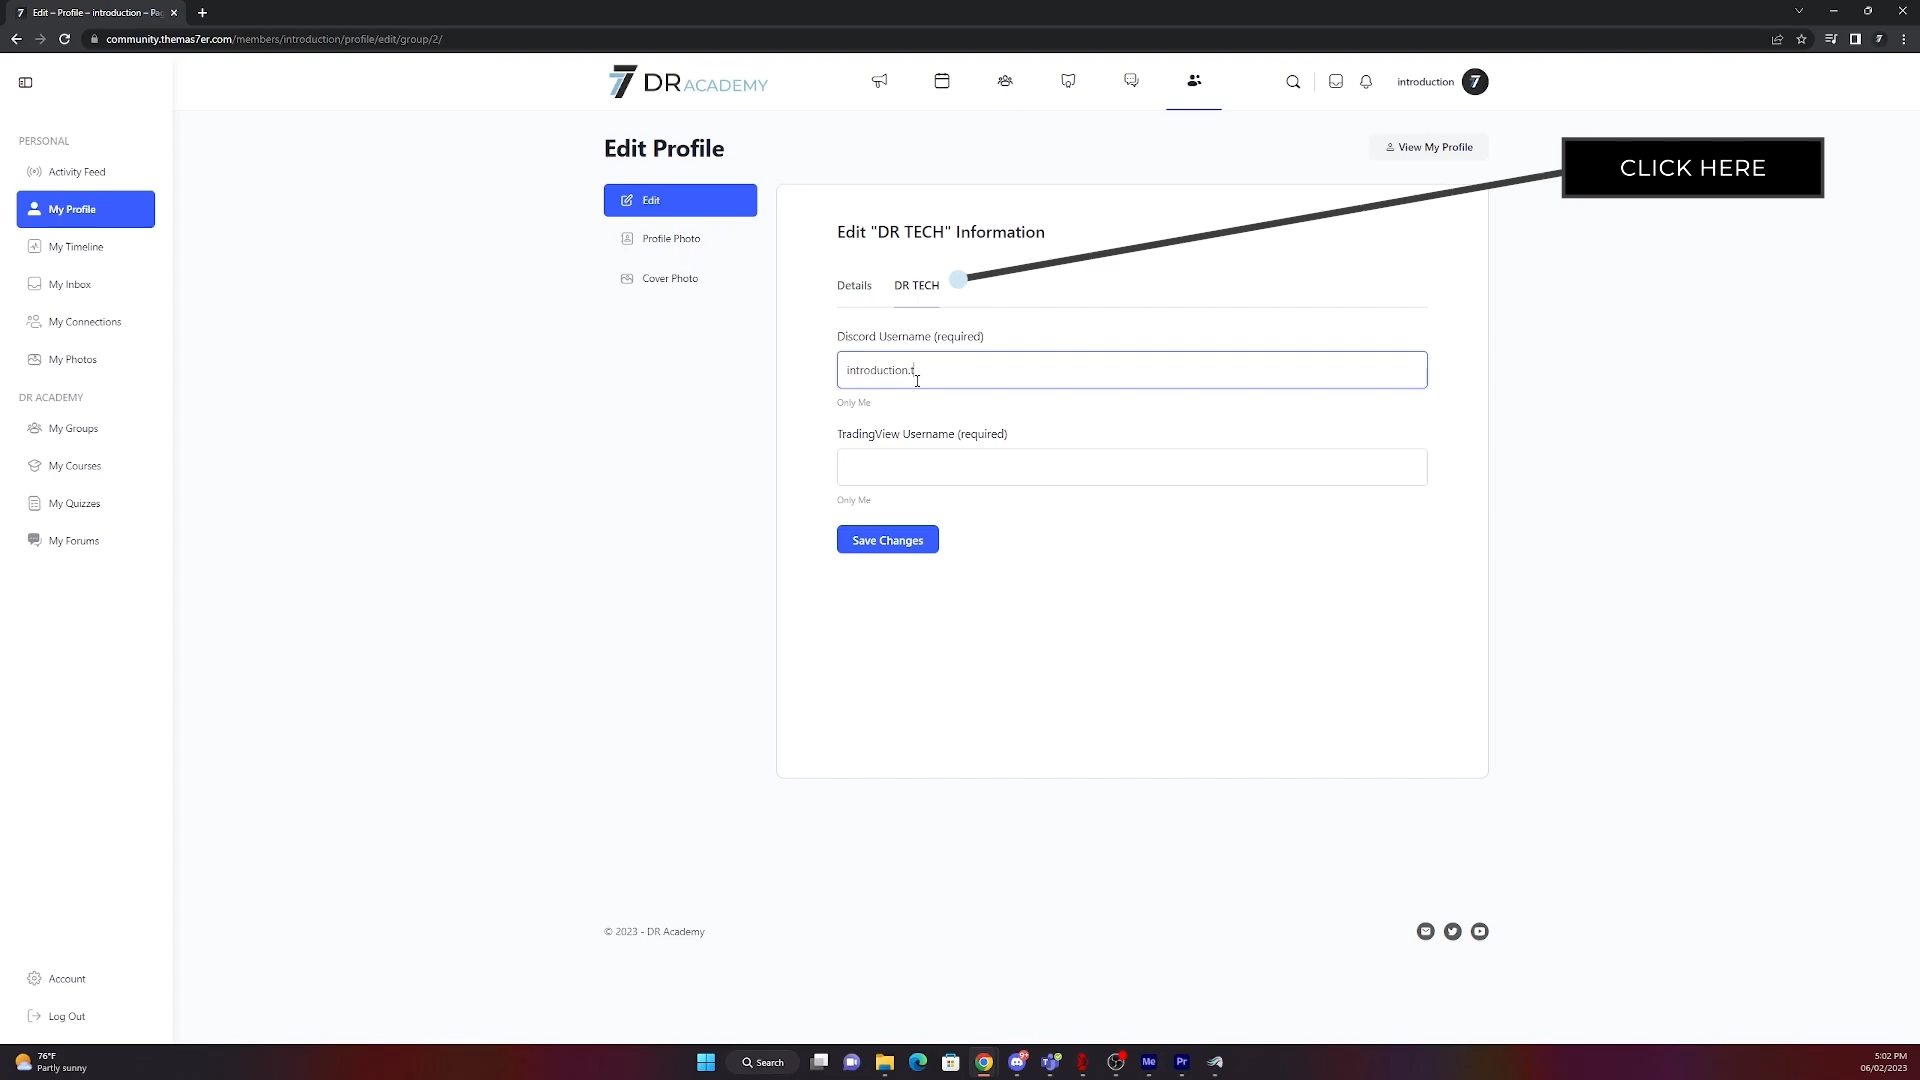 Edit – Profile – introduction – Pa
community.themas7er.com/members/introduction/profile/edit/group/2/
7 DR ACADEMY
introduction
7
PERSONAL
Activity Feed
My Profile
My Timeline
My Inbox
My Connections
My Photos
DR ACADEMY
My Groups
My Courses
My Quizzes
My Forums
Account
Log Out
Edit Profile
View My Profile
CLICK HERE
Edit
Profile Photo
Cover Photo
Edit "DR TECH" Information
Details
DR TECH
Discord Username (required)
introduction.t
Only Me
TradingView Username (required)
Only Me
Save Changes
© 2023 - DR Academy
76°F
Partly sunny
Search
Me
Pr
5:02 PM
06/02/2023